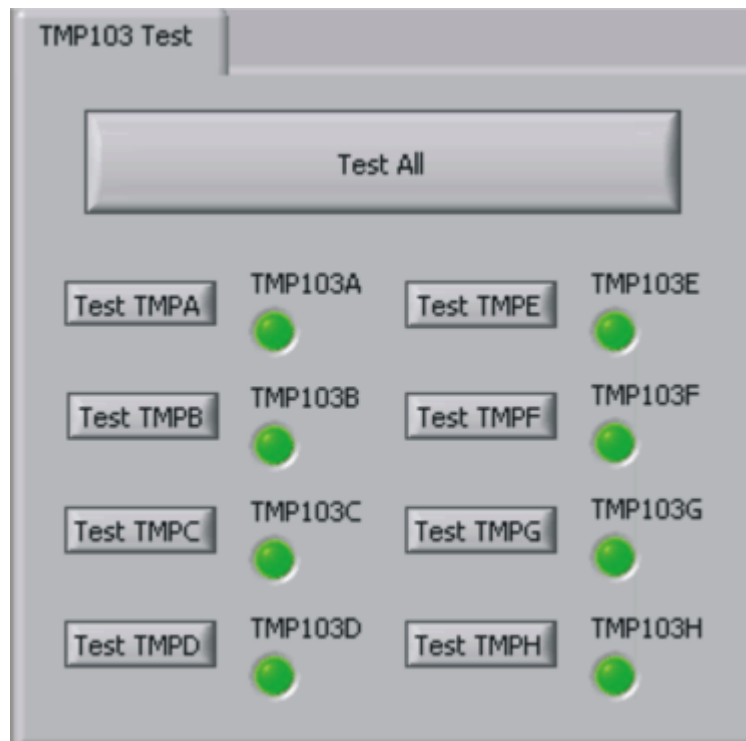 TMP103 Test
Test All
Test TMPA
TMP103A
Test TMPE
TMP103E
Test TMPB
TMP103B
Test TMPF
TMP103F
Test TMPC
TMP103C
Test TMPG
TMP103G
Test TMPD
TMP103D
Test TMPH
TMP103H